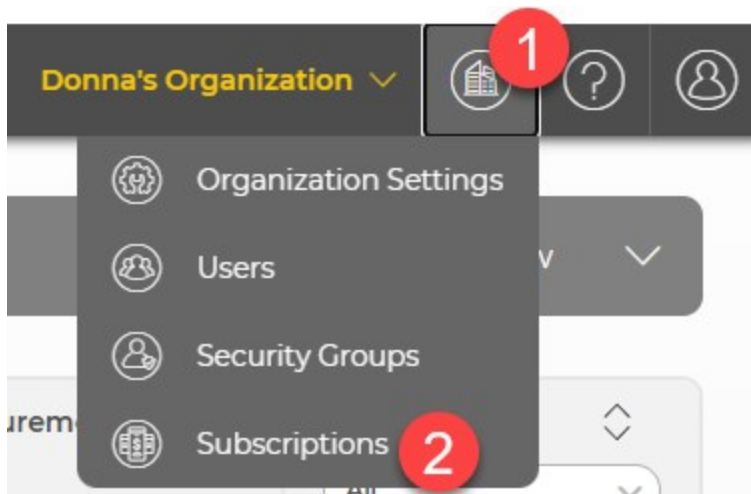 Donna's Organization
1
?
Organization Settings
Users
Security Groups
Subscriptions
2